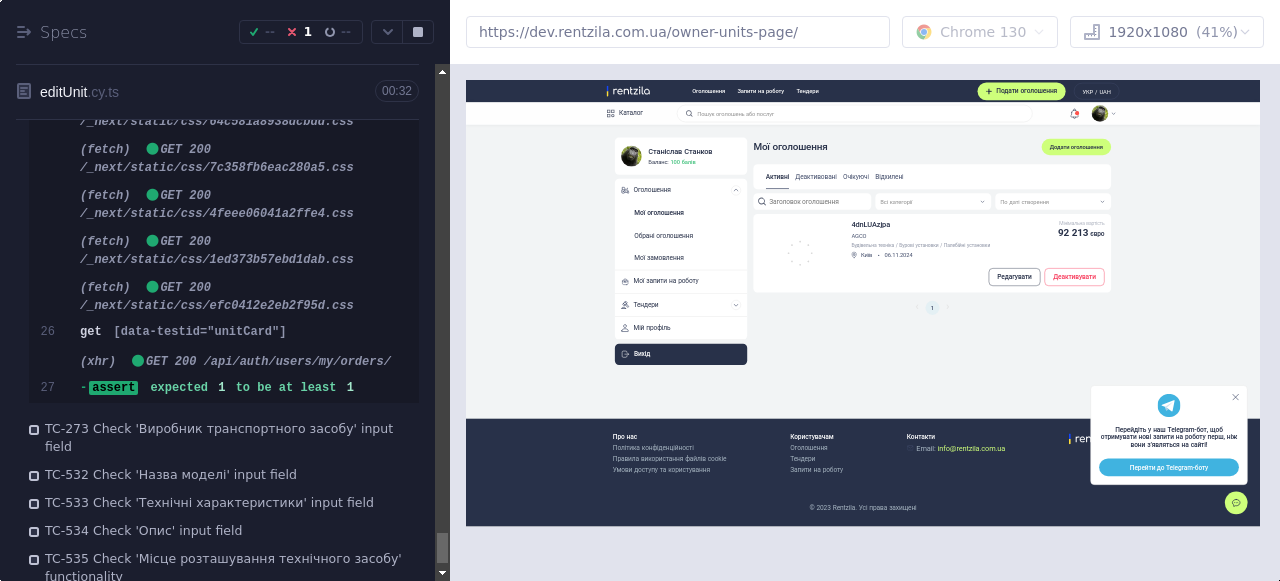 Specs
--
1
--
editUnit.cy.ts
00:32
/_next/static/css/64c581a8938dcbdd.css
(fetch) GET 200
/_next/static/css/7c358fb6eac280a5.css
(fetch) GET 200
/_next/static/css/4feee06041a2ffe4.css
(fetch) GET 200
/_next/static/css/1ed373b57ebd1dab.css
(fetch) GET 200
/_next/static/css/efc0412e2eb2f95d.css
26 get [data-testid="unitCard"]
(xhr) GET 200 /api/auth/users/my/orders/
27 -assert expected 1 to be at least 1
TC-273 Check 'Виробник транспортного засобу' input
field
TC-532 Check 'Назва моделі' input field
TC-533 Check 'Технічні характеристики' input field
TC-534 Check 'Опис' input field
TC-535 Check 'Місце розташування технічного засобу'
functionality
https://dev.rentzila.com.ua/owner-units-page/
Chrome 130
1920x1080 (41%)
rentzila
Оголошення
Запити на роботу
Тендери
+ Подати оголошення
УКР / UAH
Каталог
Пошук оголошень або послуг
Станіслав Станков
Баланс: 100 балів
Оголошення
Мої оголошення
Обрані оголошення
Мої замовлення
Мої запити на роботу
Тендери
Мій профіль
Вихід
Мої оголошення
Додати оголошення
Активні
Деактивовані
Очікуючі
Відхилені
Заголовок оголошення
Всі категорії
По даті створення
4dnLUAzjpa
AGCO
Будівельна техніка / Бурові установки / Пальовійні установки
Київ • 06.11.2024
Мінімальна вартість
92 213 євро
Редагувати
Деактивувати
1
Про нас
Політика конфіденційності
Правила використання файлів cookie
Умови доступу та користування
Користувачам
Оголошення
Тендери
Запити на роботу
Контакти
Email: info@rentzila.com.ua
ren
© 2023 Rentzila. Усі права захищені
Перейдіть у наш Telegram-бот, щоб
отримувати нові запити на роботу перш, ніж
вони з'являться на сайті!
Перейти до Telegram-боту